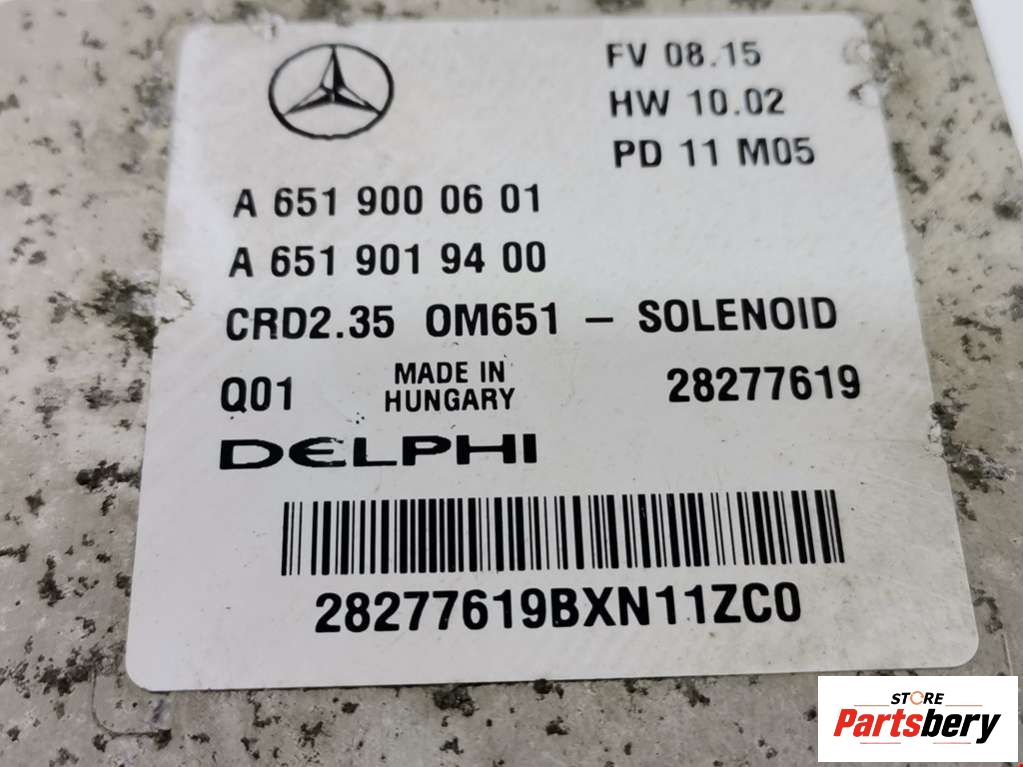 FV 08.15
HW 10.02
PD 11 M05
A 651 900 06 01
A 651 901 94 00
CRD2.35 OM651 – SOLENOID
Q01 MADE IN HUNGARY 28277619
DELPHI
28277619BXN11ZC0
STORE
Partsbery